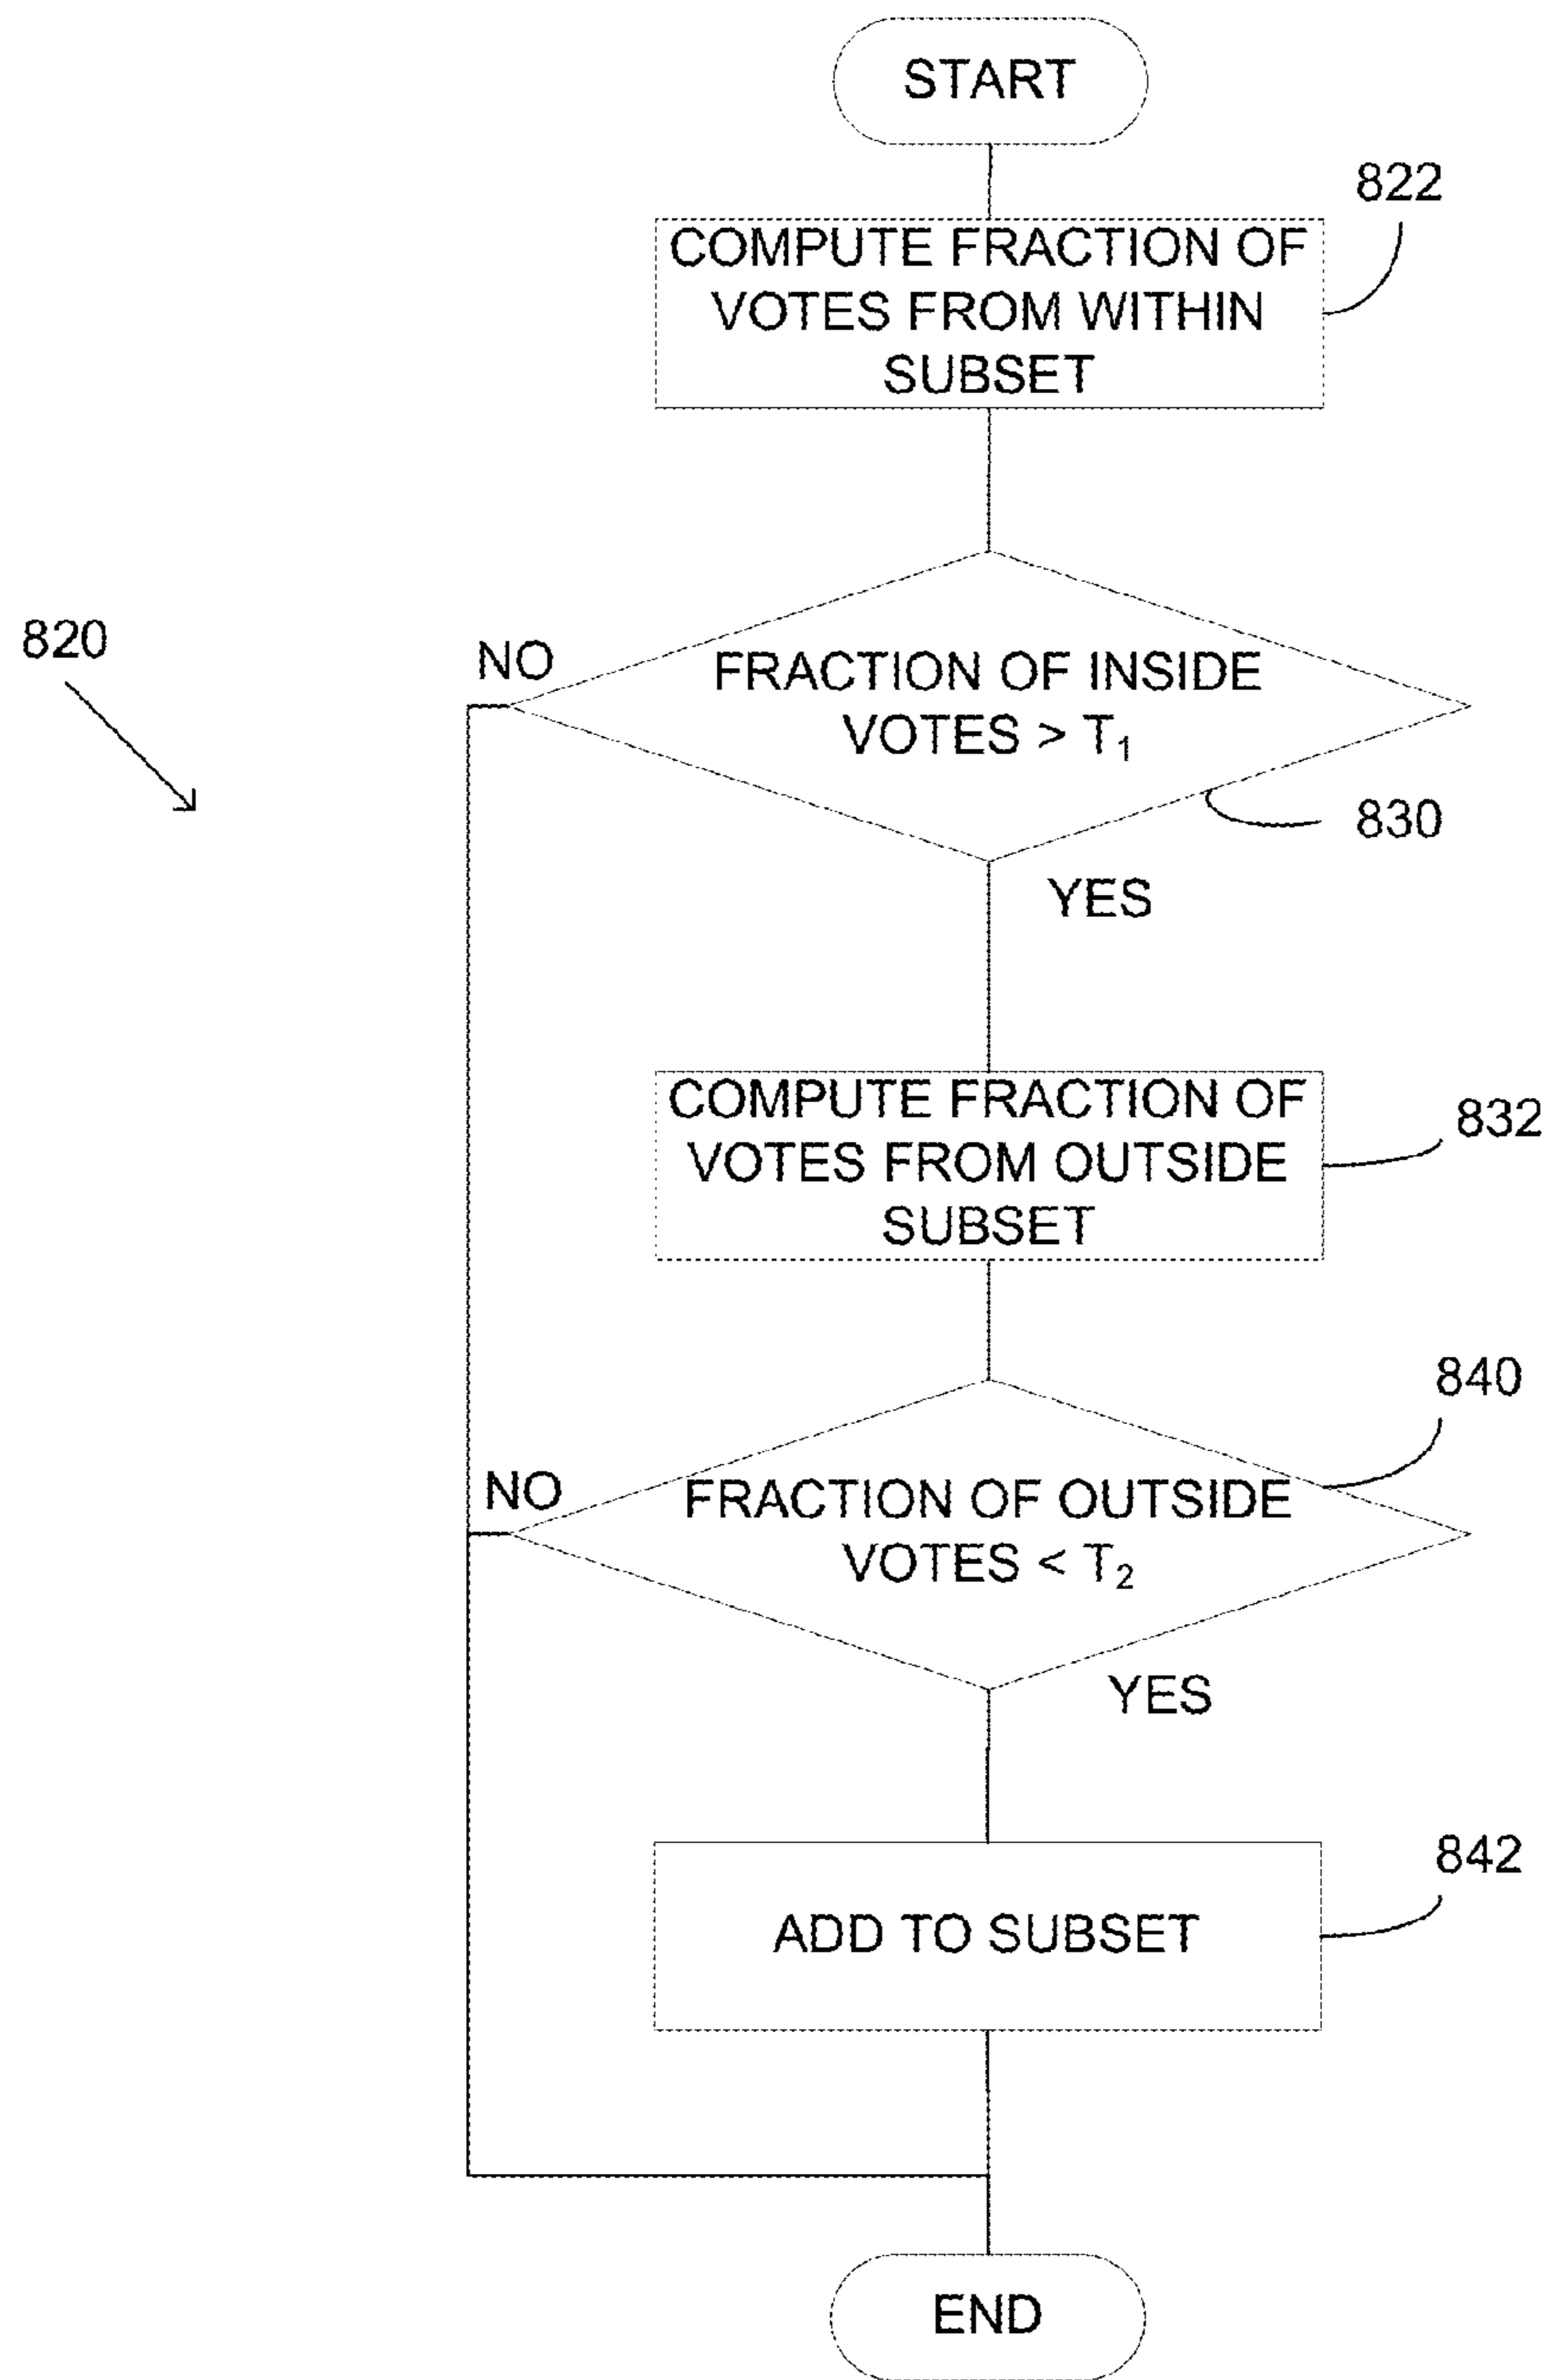 START
822
COMPUTE FRACTION OF
VOTES FROM WITHIN
SUBSET
820
NO
FRACTION OF INSIDE
VOTES > T₁
830
YES
COMPUTE FRACTION OF
VOTES FROM OUTSIDE
SUBSET
832
840
NO
FRACTION OF OUTSIDE
VOTES < T₂
YES
842
ADD TO SUBSET
END